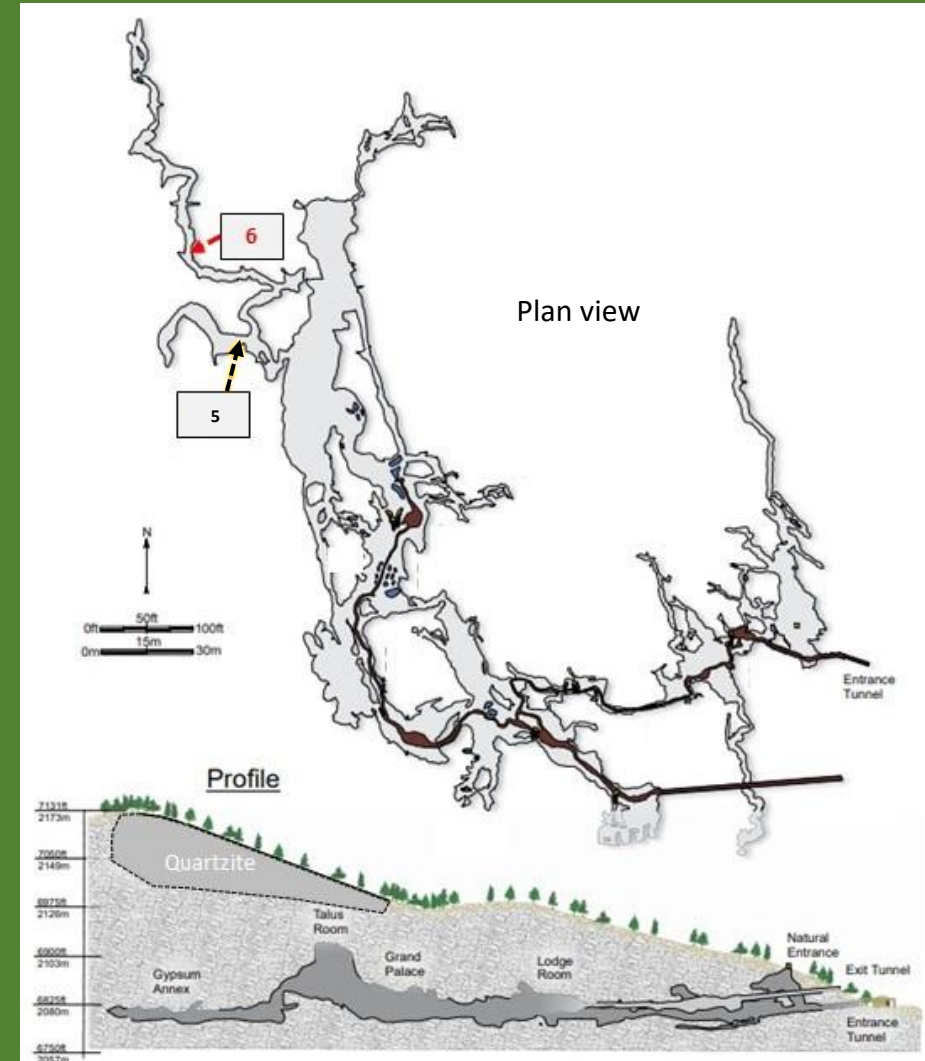 6
Plan view
5
N
50ft
0ft
100ft
15m
0m
30m
Entrance
Tunnel
Profile
7131ft
2173m
Quartzite
7050ft
2149m
6975ft
2126m
Talus
Room
Natural
Entrance
6900ft
2103m
Grand
Palace
Lodge
Room
Gypsum
Annex
Exit Tunnel
6825ft
2080m
Entrance
Tunnel
6750ft
2057m